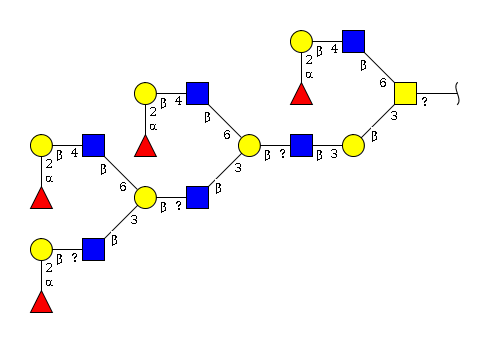 β 4
2 β
α 6
β 4 ?
2 β 3 β
α 6
β 4 β ? β 3
2 β 3
α 6 β
β ?
3
β
β ?
2
α